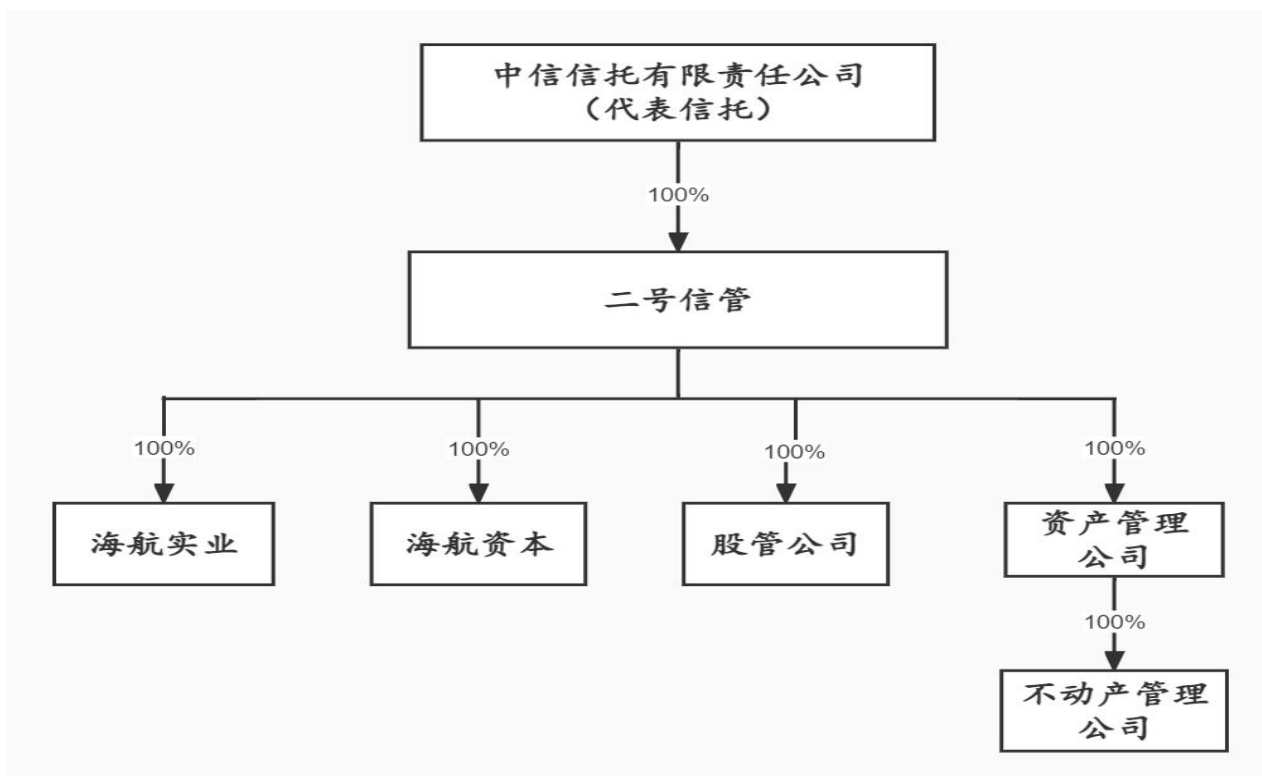 中信信托有限责任公司
（代表信托）
100%
二号信管
100%
100%
100%
100%
海航实业
海航资本
股管公司
资产管理
公司
100%
不动产管理
公司